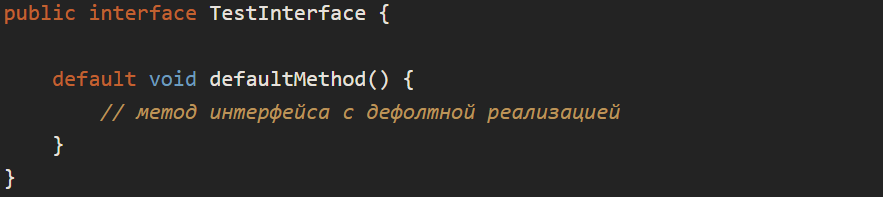 public interface TestInterface {
default void defaultMethod() {
// метод интерфейса с дефолтной реализацией
}
}